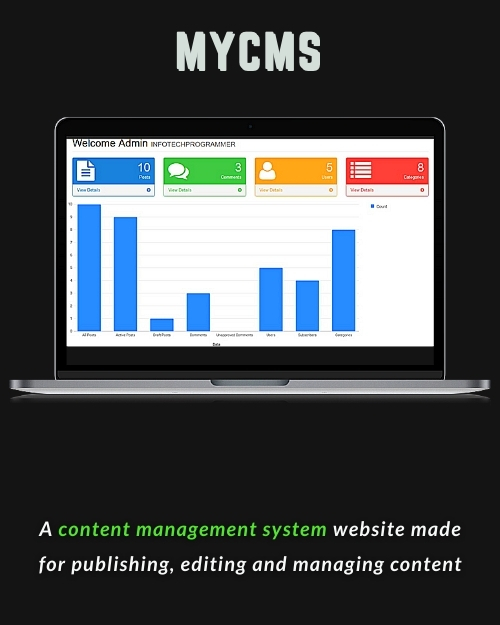 MYCMS
Welcome Admin INFOTECHPROGRAMMER
10 3 5 8
Posts Comments Users Categories
View Details View Details View Details View Details
10
Count
9
8
7
6
5
4
3
2
1
0
All Posts Active Posts Draft Posts Comments Unapproved Comments Users Subscribers Categories
Data
A content management system website made
for publishing, editing and managing content